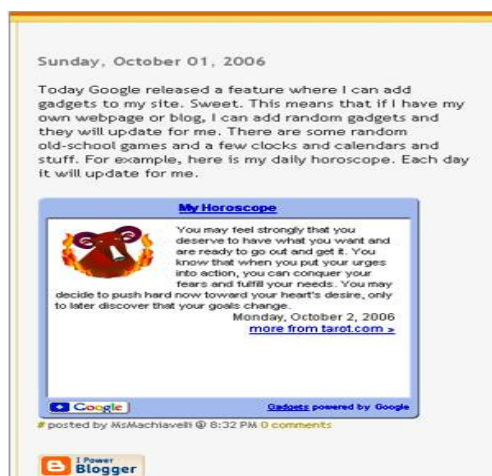 Sunday, October 01, 2006
Today Google released a feature where I can add
gadgets to my site. Sweet. This means that if I have my
own webpage or blog, I can add random gadgets and
they will update for me. There are some random
old-school games and a few clocks and calendars and
stuff. For example, here is my daily horoscope. Each day
it will update for me.
My Horoscope
You may feel strongly that you
deserve to have what you want and
are ready to go out and get it. You
know that when you put your urges
into action, you can conquer your
fears and fulfill your needs. You may
decide to push hard now toward your heart's desire, only
to later discover that your goals change.
Monday, October 2, 2006
more from tarot.com »
Google
Gadgets powered by Google
# posted by MsMachiavelli @ 8:32 PM 0 comments
I Power
Blogger